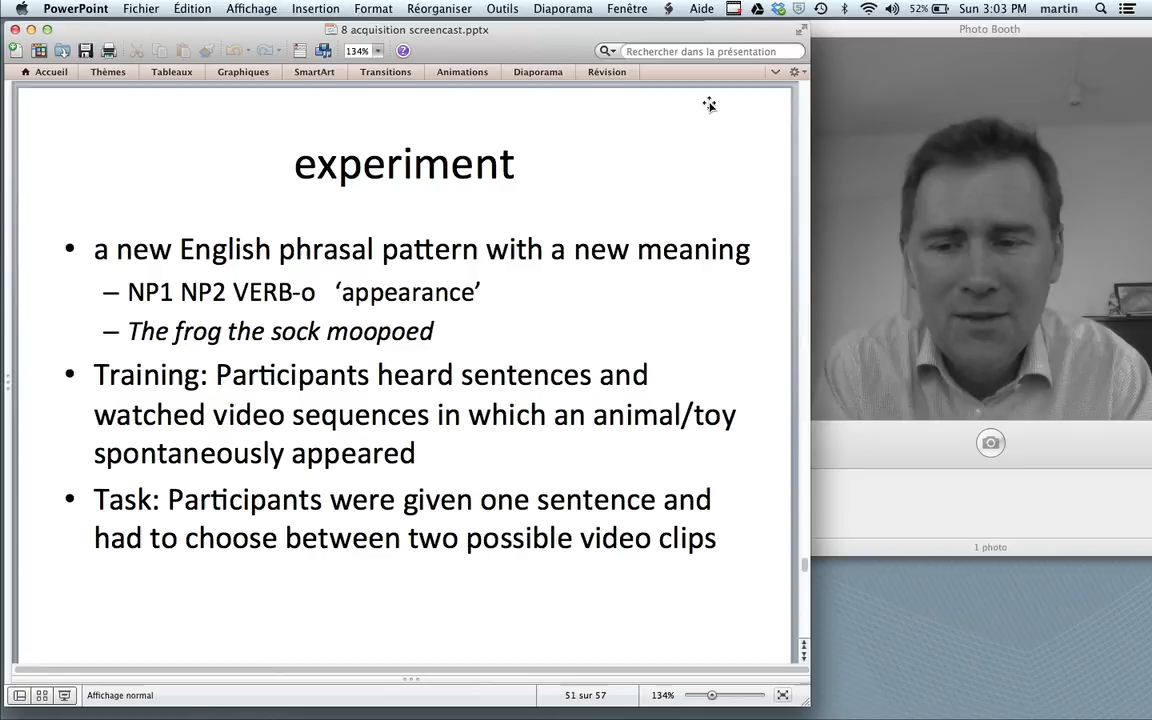 PowerPoint Fichier Édition Affichage Insertion Format Réorganiser Outils Diaporama Fenêtre Aide 52% Sun 3:03 PM martin
8 acquisition screencast.pptx
Photo Booth
134% Rechercher dans la présentation
Accueil Thèmes Tableaux Graphiques SmartArt Transitions Animations Diaporama Révision
experiment
• a new English phrasal pattern with a new meaning
– NP1 NP2 VERB-o ‘appearance’
– The frog the sock moopoed
• Training: Participants heard sentences and
watched video sequences in which an animal/toy
spontaneously appeared
• Task: Participants were given one sentence and
had to choose between two possible video clips
1 photo
Affichage normal 51 sur 57 134%